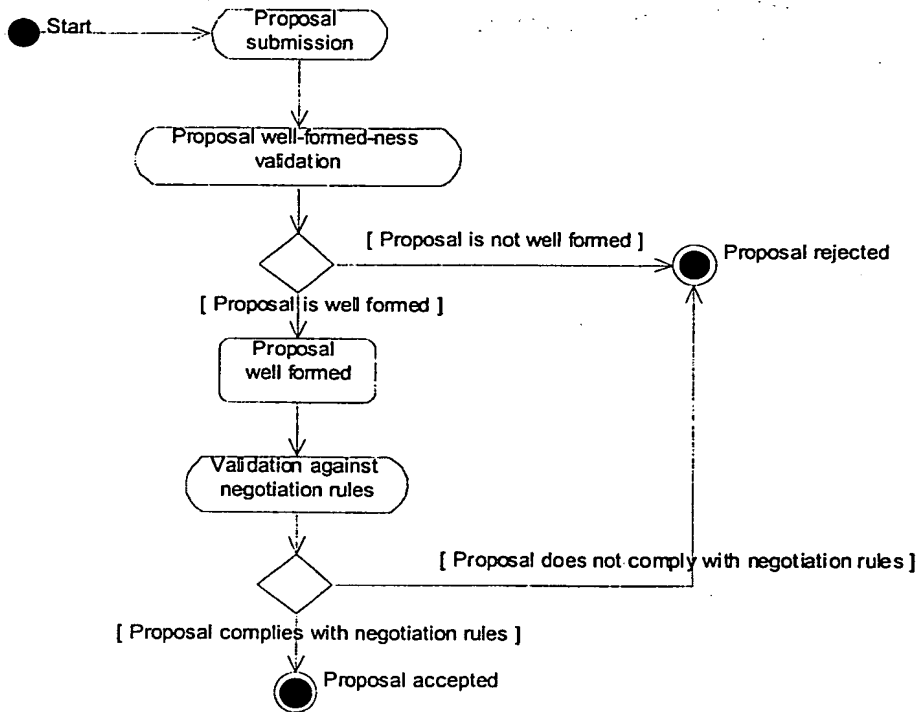 Start
Proposal
submission
Proposal well-formed-ness
validation
[ Proposal is not well formed ]
Proposal rejected
[ Proposal is well formed ]
Proposal
well formed
Validation against
negotiation rules
[ Proposal does not comply with negotiation rules ]
[ Proposal complies with negotiation rules ]
Proposal accepted